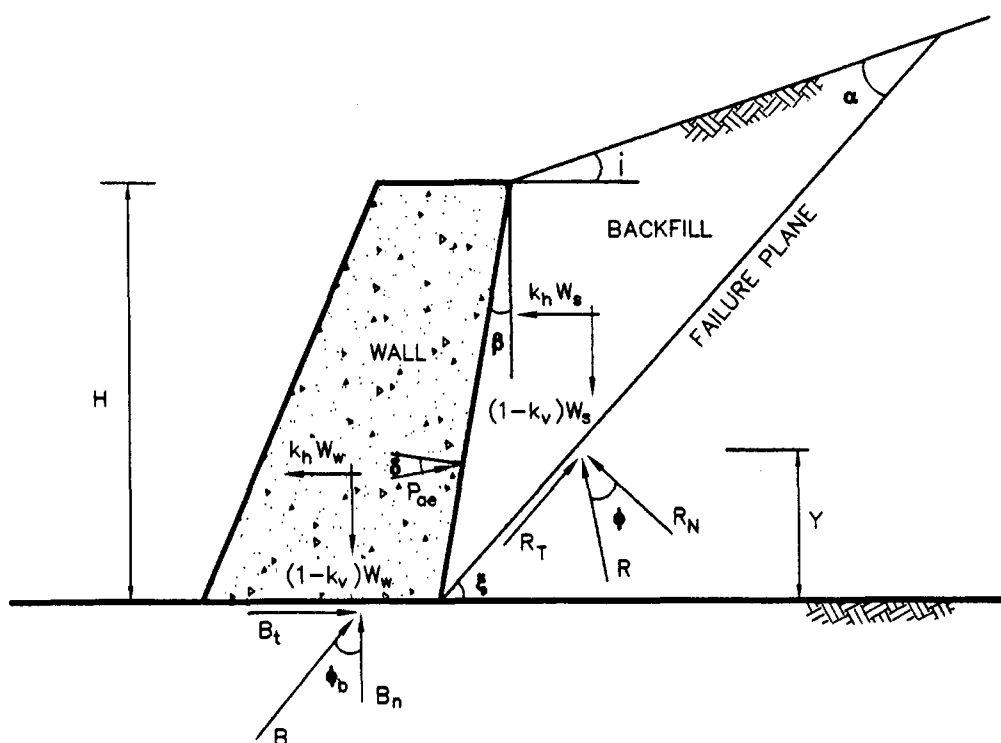 α
i
BACKFILL
FAILURE PLANE
k_h W_s
β
WALL
H
(1-k_v)W_s
k_h W_w
δ
P_ae
R_N
Y
ϕ
R_T
R
(1-k_v)W_w
ξ
B_t
ϕ_b
B_n
B